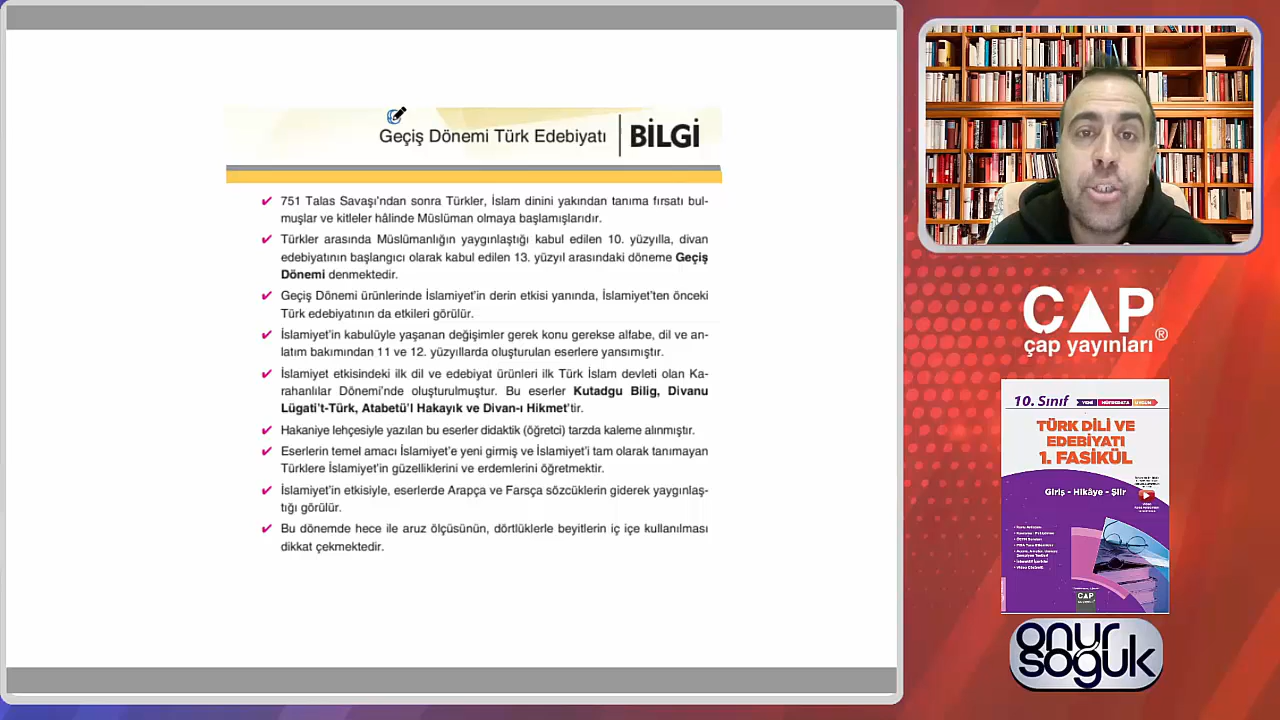 Geçiş Dönemi Türk Edebiyatı BİLGİ
✔ 751 Talas Savaşı'ndan sonra Türkler, İslam dinini yakından tanıma fırsatı bul-
muşlar ve kitleler hâlinde Müslüman olmaya başlamışlarıdır.
✔ Türkler arasında Müslümanlığın yaygınlaştığı kabul edilen 10. yüzyılla, divan
edebiyatının başlangıcı olarak kabul edilen 13. yüzyıl arasındaki döneme Geçiş
Dönemi denmektedir.
✔ Geçiş Dönemi ürünlerinde İslamiyet'in derin etkisi yanında, İslamiyet'ten önceki
Türk edebiyatının da etkileri görülür.
✔ İslamiyet'in kabulüyle yaşanan değişimler gerek konu gerekse alfabe, dil ve an-
latım bakımından 11 ve 12. yüzyıllarda oluşturulan eserlere yansımıştır.
✔ İslamiyet etkisindeki ilk dil ve edebiyat ürünleri ilk Türk İslam devleti olan Ka-
rahanlılar Dönemi'nde oluşturulmuştur. Bu eserler Kutadgu Bilig, Divanu
Lügati't-Türk, Atabetü'l Hakayık ve Divan-ı Hikmet'tir.
✔ Hakaniye lehçesiyle yazılan bu eserler didaktik (öğretici) tarzda kaleme alınmıştır.
✔ Eserlerin temel amacı İslamiyet'e yeni girmiş ve İslamiyet'i tam olarak tanımayan
Türklere İslamiyet'in güzelliklerini ve erdemlerini öğretmektir.
✔ İslamiyet'in etkisiyle, eserlerde Arapça ve Farsça sözcüklerin giderek yaygınlaş-
tığı görülür.
✔ Bu dönemde hece ile aruz ölçüsünün, dörtlüklerle beyitlerin iç içe kullanılması
dikkat çekmektedir.
ÇAP
®
çap yayınları
10. Sınıf YENİ
TÜRK DİLİ VE
EDEBİYATI
1. FASİKÜL
Giriş - Hikâye - Şiir
ÇAP
onur
soğuk